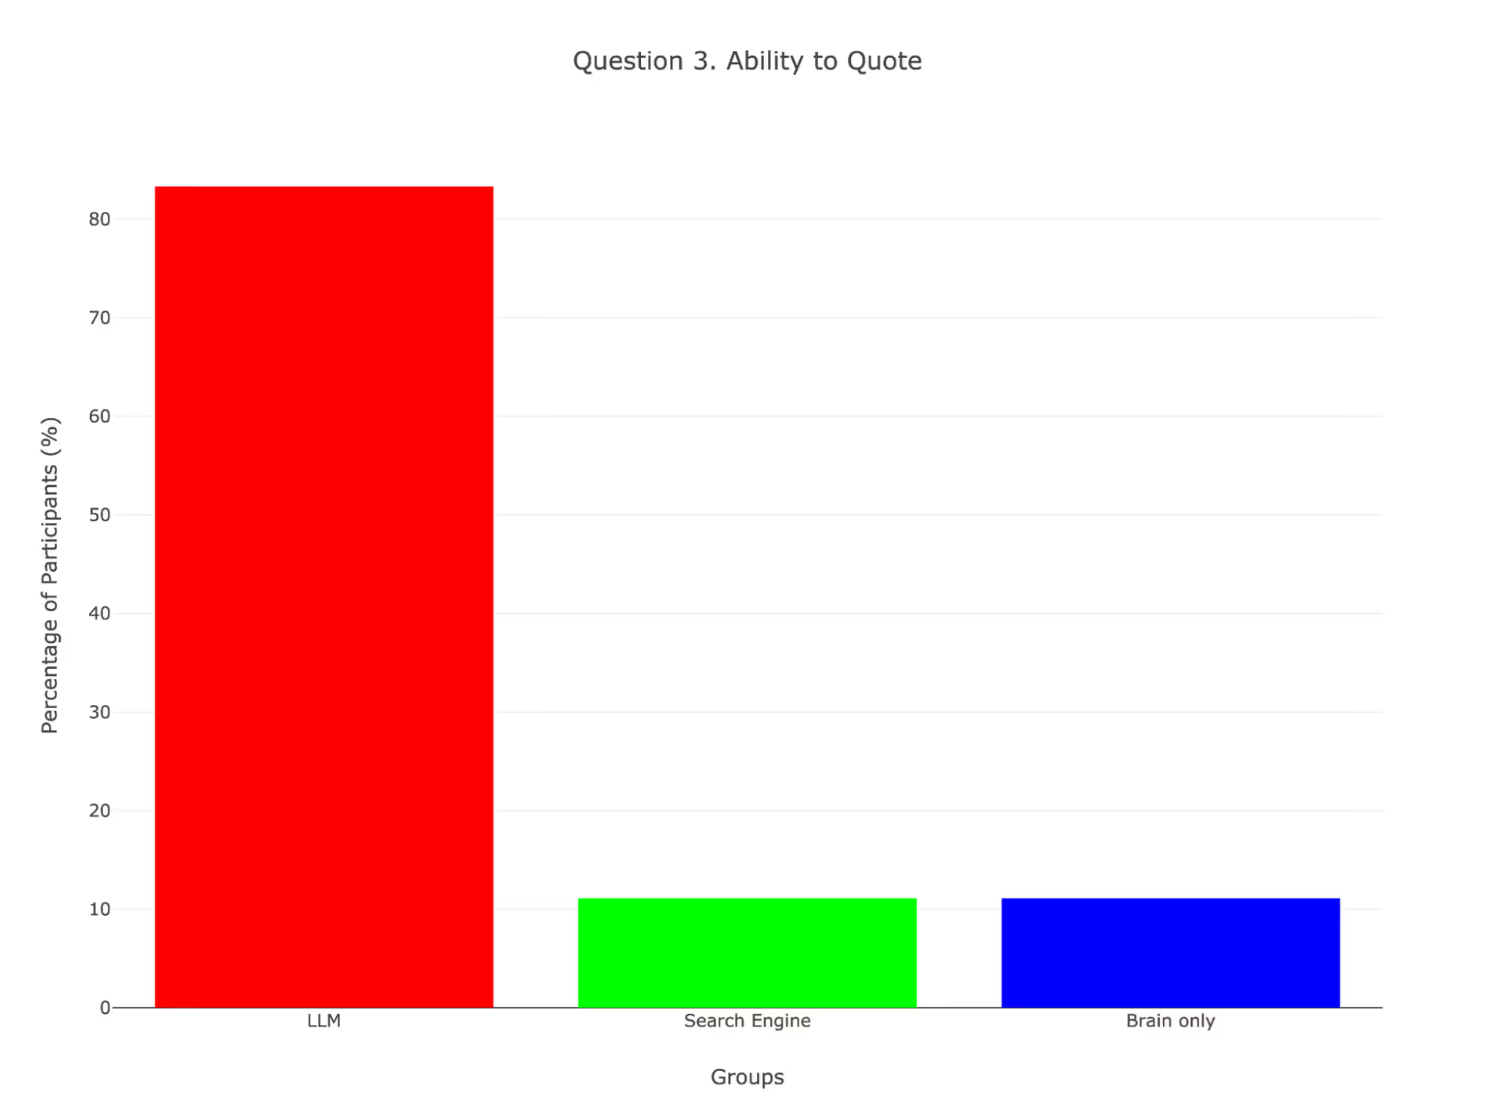 Question 3. Ability to Quote
Percentage of Participants (%)
80
70
60
50
40
30
20
10
0
LLM
Search Engine
Brain only
Groups